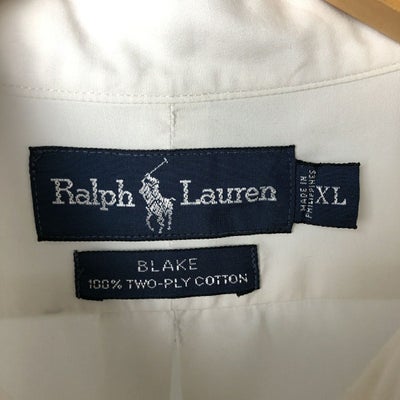 Ralph Lauren
MADE IN
PHILIPPINES
XL
BLAKE
100% TWO-PLY COTTON